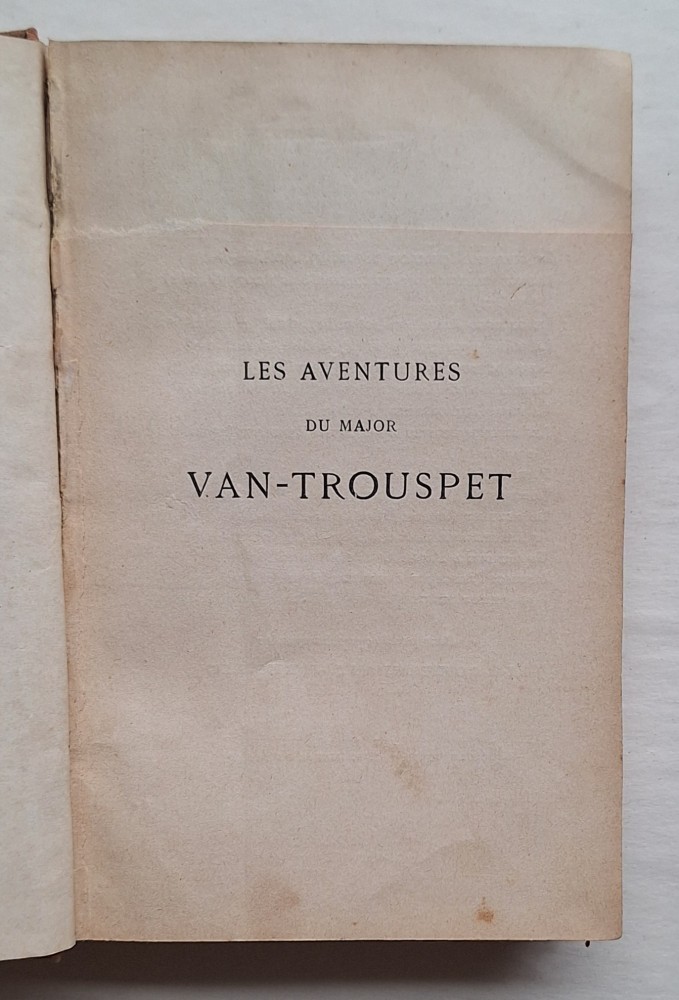 LES AVENTURES
DU MAJOR
VAN-TROUSPET